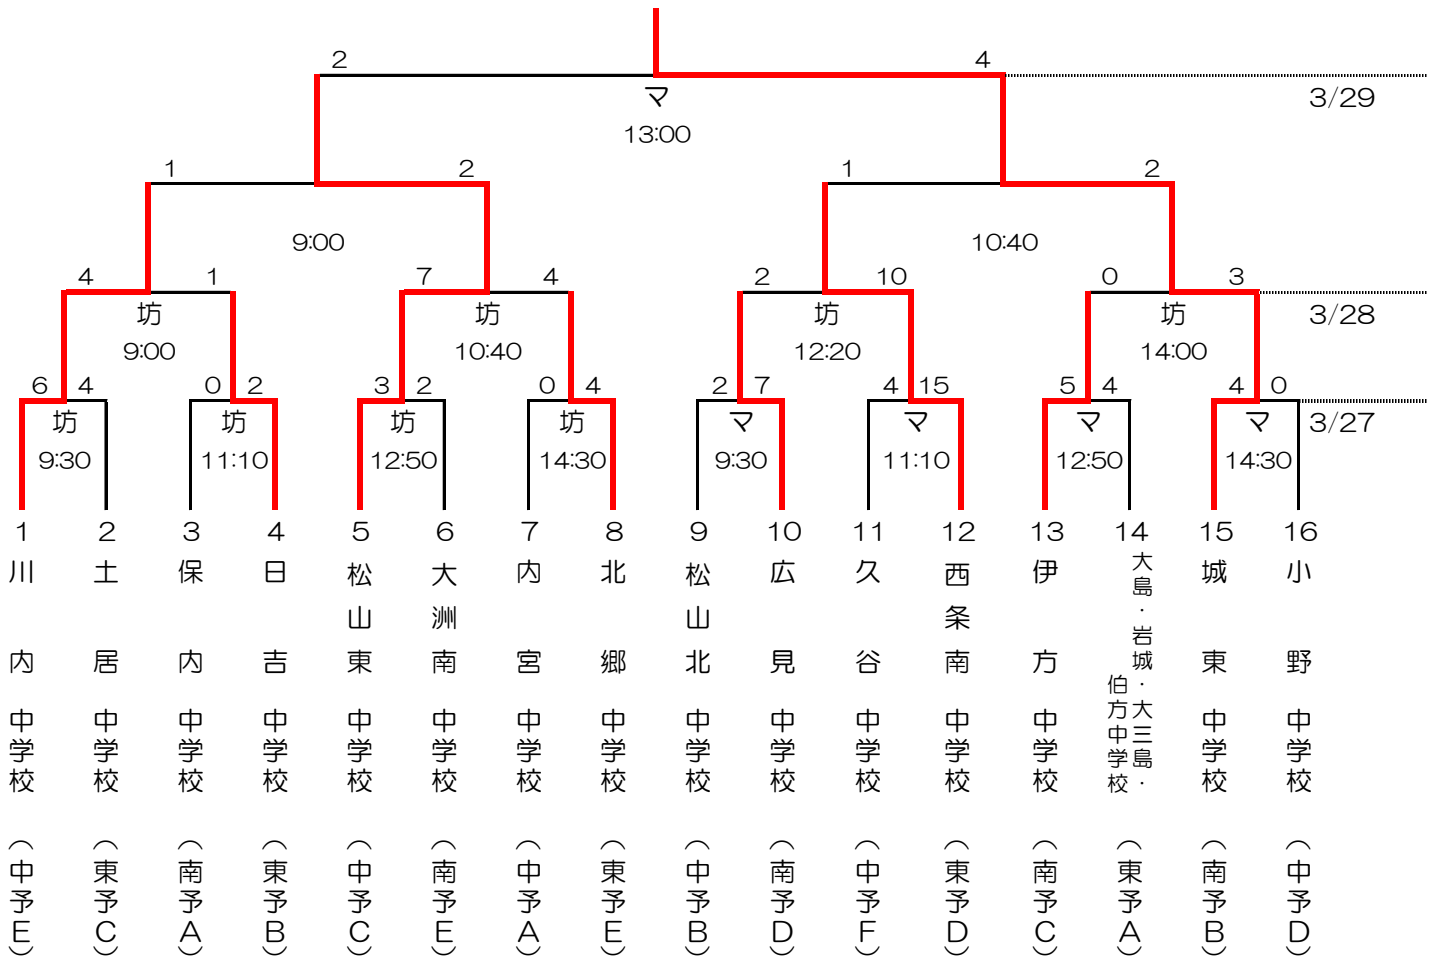 2 4
マ 3/29
13:00
1 2 1 2
9:00 10:40
4 1 7 4 2 10 0 3
坊 坊 坊 坊 3/28
9:00 10:40 12:20 14:00
6 4 0 2 3 2 0 4 2 7 4 15 5 4 4 0
坊 坊 坊 坊 マ マ マ マ 3/27
9:30 11:10 12:50 14:30 9:30 11:10 12:50 14:30
1 2 3 4 5 6 7 8 9 10 11 12 13 14 15 16
川内中学校（中予E）
土居中学校（東予C）
保内中学校（南予A）
日吉中学校（東予B）
松山東中学校（中予C）
大洲南中学校（南予E）
内宮中学校（中予A）
北郷中学校（東予E）
松山北中学校（中予B）
広見中学校（南予D）
久谷中学校（中予F）
西条南中学校（東予D）
伊方中学校（南予C）
大島・岩城・大三島・
伯方中学校
（東予A）
城東中学校（南予B）
小野中学校（中予D）